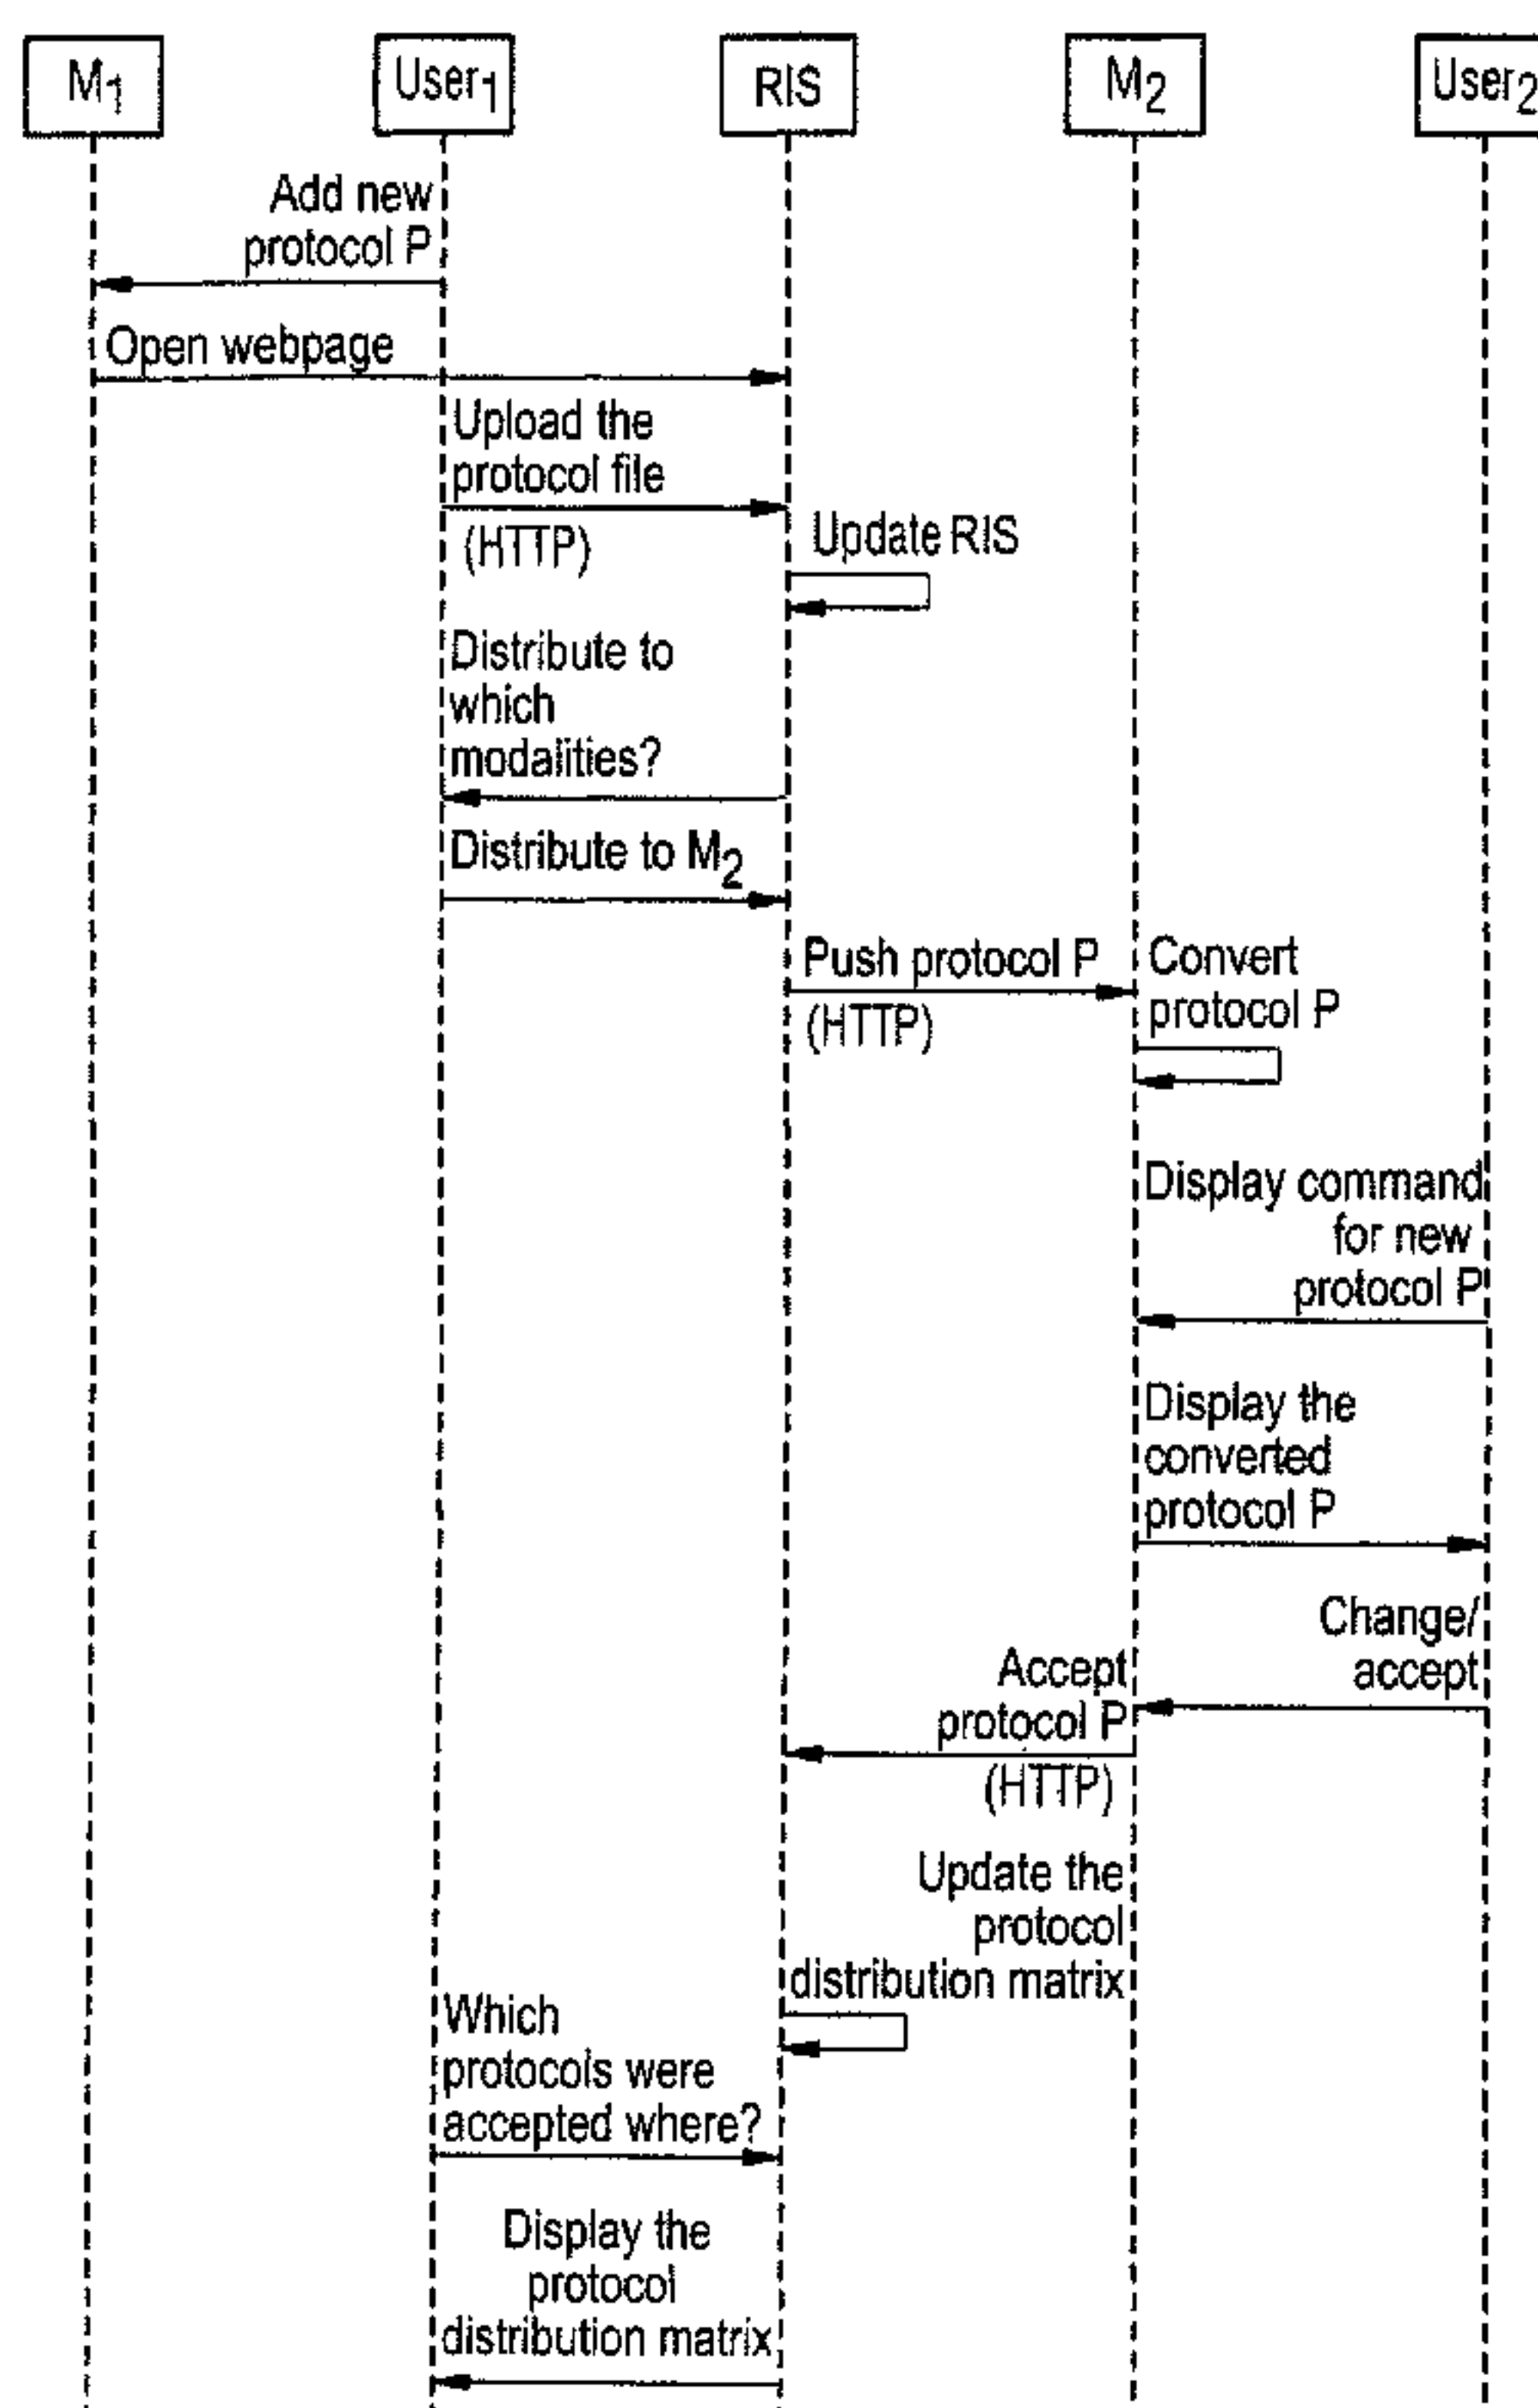 M₁
User₁
RIS
M₂
User₂
Add new
protocol P
Open webpage
Upload the
protocol file
(HTTP)
Update RIS
Distribute to
which
modalities?
Distribute to M₂
Push protocol P
(HTTP)
Convert
protocol P
Display command
for new
protocol P
Display the
converted
protocol P
Change/
accept
Accept
protocol P
(HTTP)
Update the
protocol
distribution matrix
Which
protocols were
accepted where?
Display the
protocol
distribution matrix